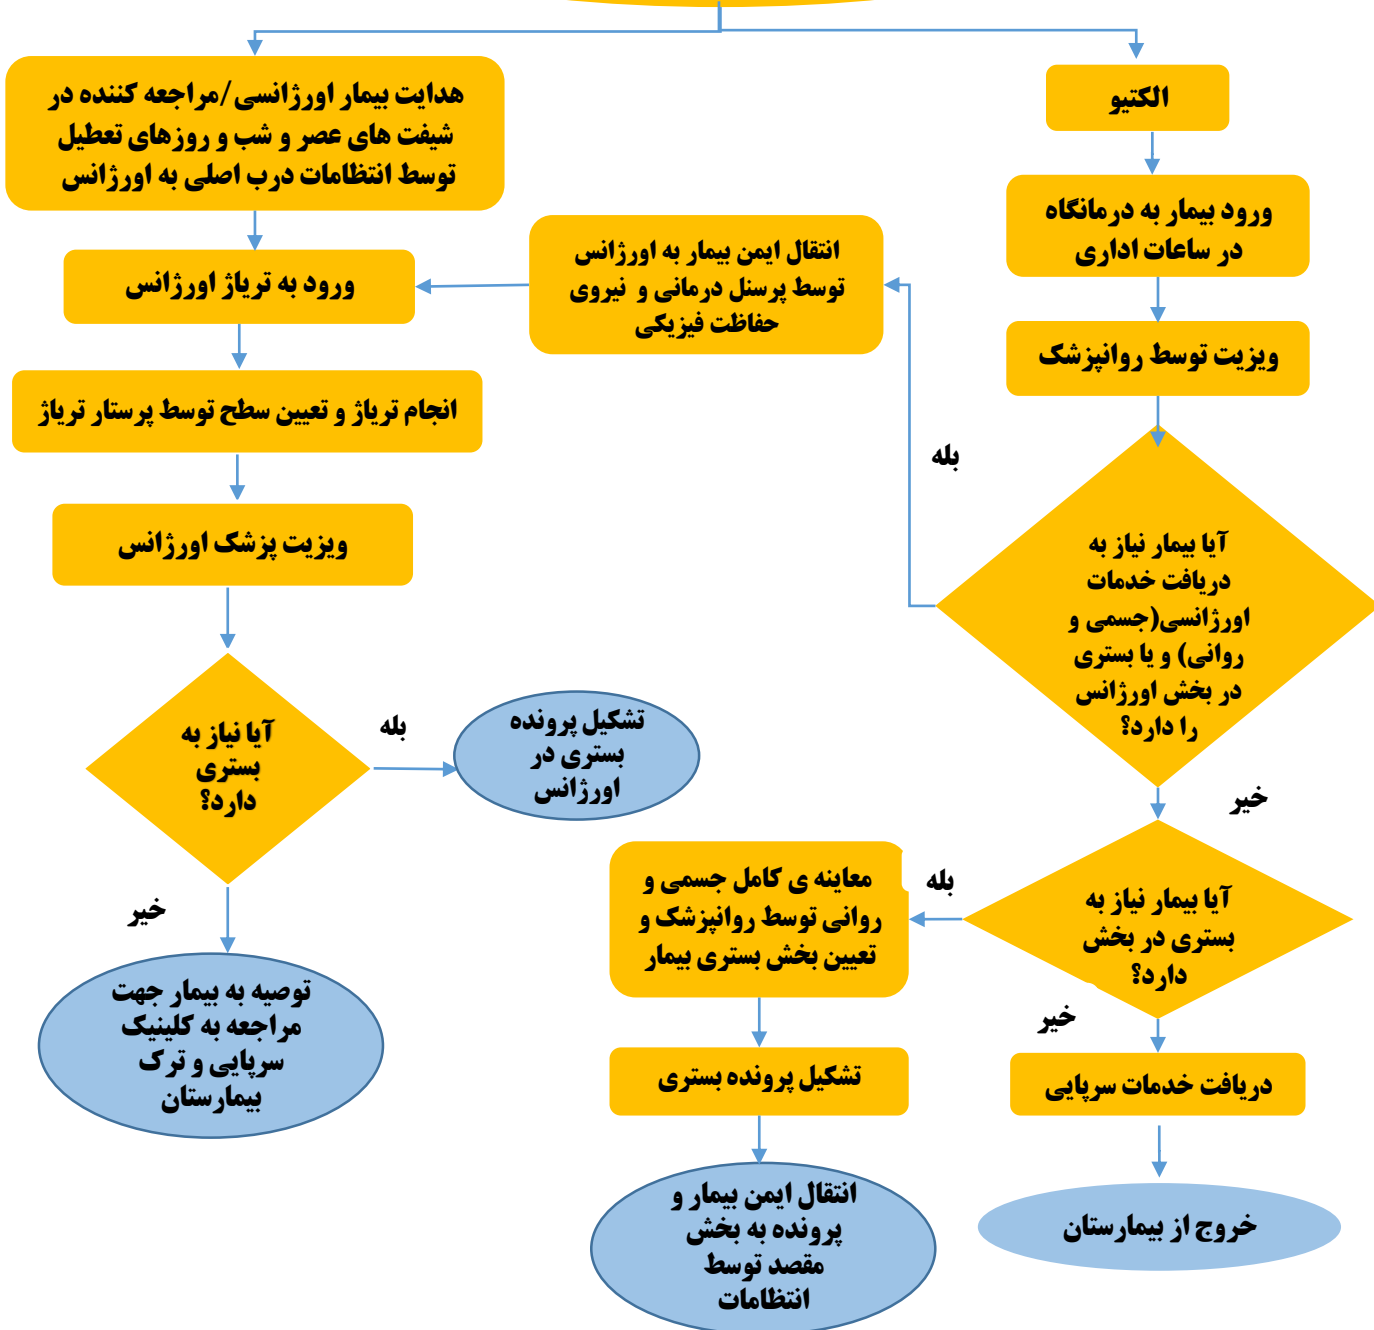 الکتیو
ورود بیمار به درمانگاه
در ساعات اداری
ویزیت توسط روانپزشک
آیا بیمار نیاز به
دریافت خدمات
اورژانسی(جسمی و
روانی) و یا بستری
در بخش اورژانس
را دارد؟
بله
خیر
انتقال ایمن بیمار به اورژانس
توسط پرسنل درمانی و نیروی
حفاظت فیزیکی
آیا بیمار نیاز به
بستری در بخش
دارد؟
بله
خیر
معاینه ی کامل جسمی و
روانی توسط روانپزشک و
تعیین بخش بستری بیمار
تشکیل پرونده بستری
انتقال ایمن بیمار و
پرونده به بخش
مقصد توسط
انتظامات
دریافت خدمات سرپایی
خروج از بیمارستان
هدایت بیمار اورژانسی/مراجعه کننده در
شیفت های عصر و شب و روزهای تعطیل
توسط انتظامات درب اصلی به اورژانس
ورود به تریاژ اورژانس
انجام تریاژ و تعیین سطح توسط پرستار تریاژ
ویزیت پزشک اورژانس
آیا نیاز به
بستری
دارد؟
بله
تشکیل پرونده
بستری در
اورژانس
خیر
توصیه به بیمار جهت
مراجعه به کلینیک
سرپایی و ترک
بیمارستان